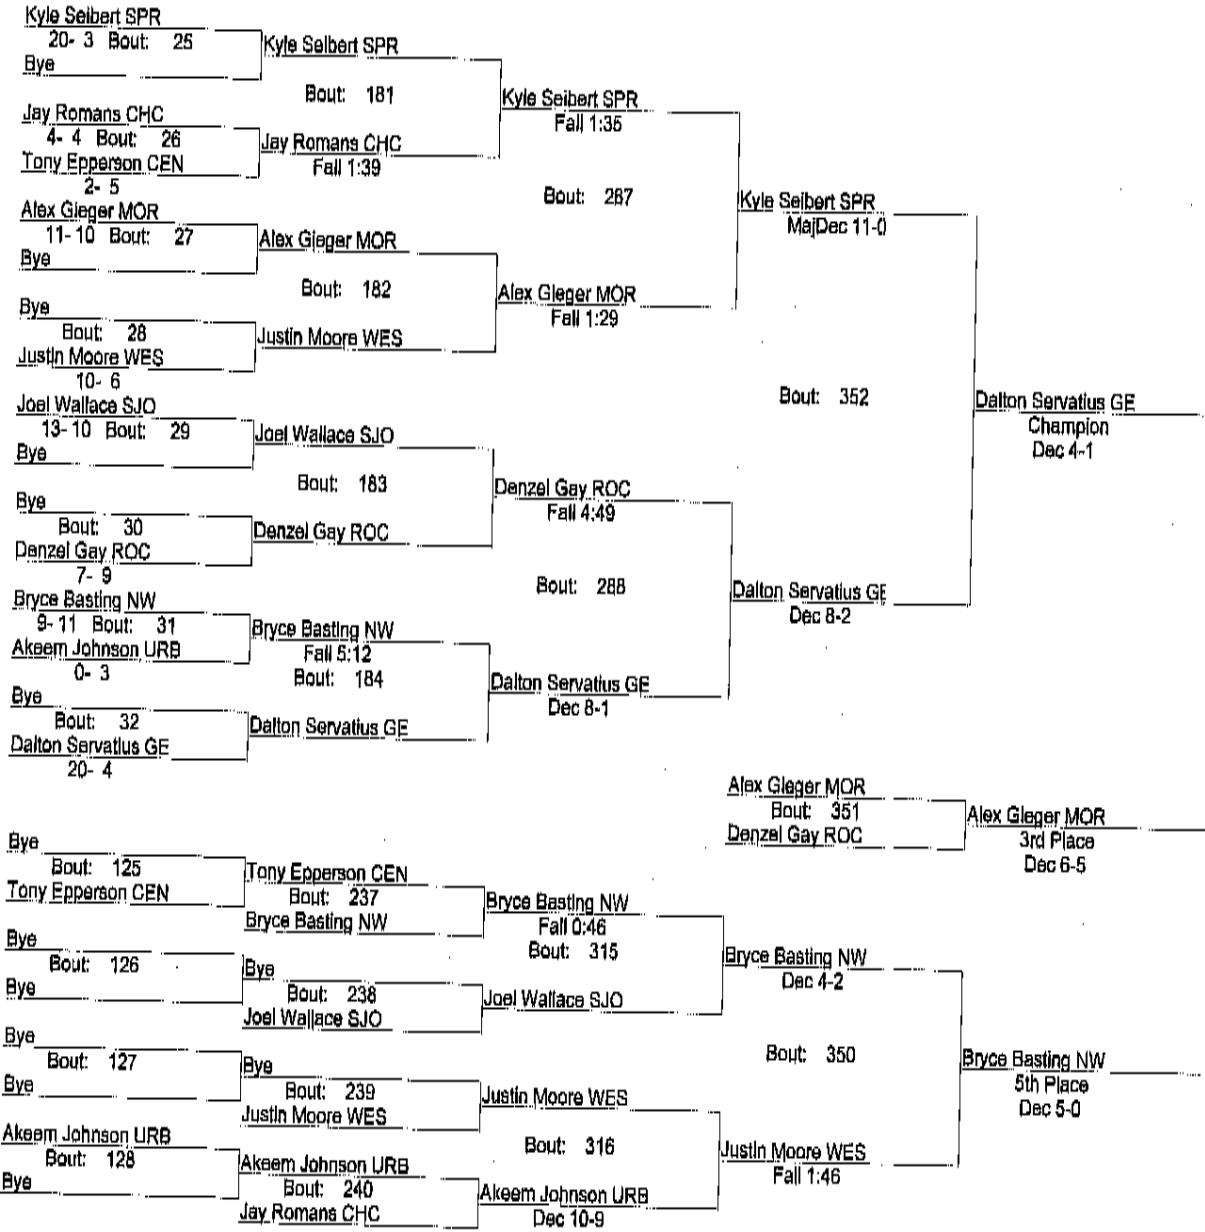 Kyle Seibert SPR
20- 3 Bout: 25
Bye
Kyle Seibert SPR
Bout: 181
Jay Romans CHC
4- 4 Bout: 26
Tony Epperson CEN
2- 5
Jay Romans CHC
Fall 1:39
Kyle Seibert SPR
Fall 1:35
Bout: 287
Alex Gieger MOR
11- 10 Bout: 27
Bye
Alex Gieger MOR
Bout: 182
Bye
Bout: 28
Justin Moore WES
10- 6
Justin Moore WES
Alex Gieger MOR
Fall 1:29
Kyle Seibert SPR
MajDec 11-0
Bout: 352
Joel Wallace SJO
13- 10 Bout: 29
Bye
Joel Wallace SJO
Bout: 183
Bye
Bout: 30
Denzel Gay ROC
7- 9
Denzel Gay ROC
Denzel Gay ROC
Fall 4:49
Bout: 288
Bryce Basting NW
9- 11 Bout: 31
Akeem Johnson URB
0- 3
Bryce Basting NW
Fall 5:12
Bout: 184
Bye
Bout: 32
Dalton Servatius GE
20- 4
Dalton Servatius GE
Dalton Servatius GE
Dec 8-1
Dalton Servatius GE
Dec 8-2
Dalton Servatius GE
Champion
Dec 4-1
Alex Gieger MOR
Bout: 351
Denzel Gay ROC
Alex Gieger MOR
3rd Place
Dec 6-5
Bye
Bout: 125
Tony Epperson CEN
Tony Epperson CEN
Bout: 237
Bryce Basting NW
Bryce Basting NW
Fall 0:46
Bout: 315
Bye
Bout: 126
Bye
Bye
Bout: 238
Joel Wallace SJO
Joel Wallace SJO
Bryce Basting NW
Dec 4-2
Bout: 350
Bye
Bout: 127
Bye
Bye
Bout: 239
Justin Moore WES
Justin Moore WES
Bout: 316
Akeem Johnson URB
Bout: 128
Bye
Akeem Johnson URB
Bout: 240
Jay Romans CHC
Akeem Johnson URB
Dec 10-9
Justin Moore WES
Fall 1:46
Bryce Basting NW
5th Place
Dec 5-0